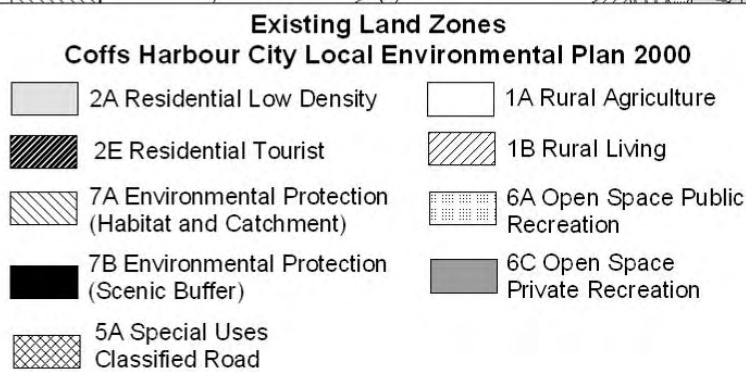 Existing Land Zones
Coffs Harbour City Local Environmental Plan 2000
2A Residential Low Density
2E Residential Tourist
7A Environmental Protection
(Habitat and Catchment)
7B Environmental Protection
(Scenic Buffer)
5A Special Uses
Classified Road
1A Rural Agriculture
1B Rural Living
6A Open Space Public
Recreation
6C Open Space
Private Recreation